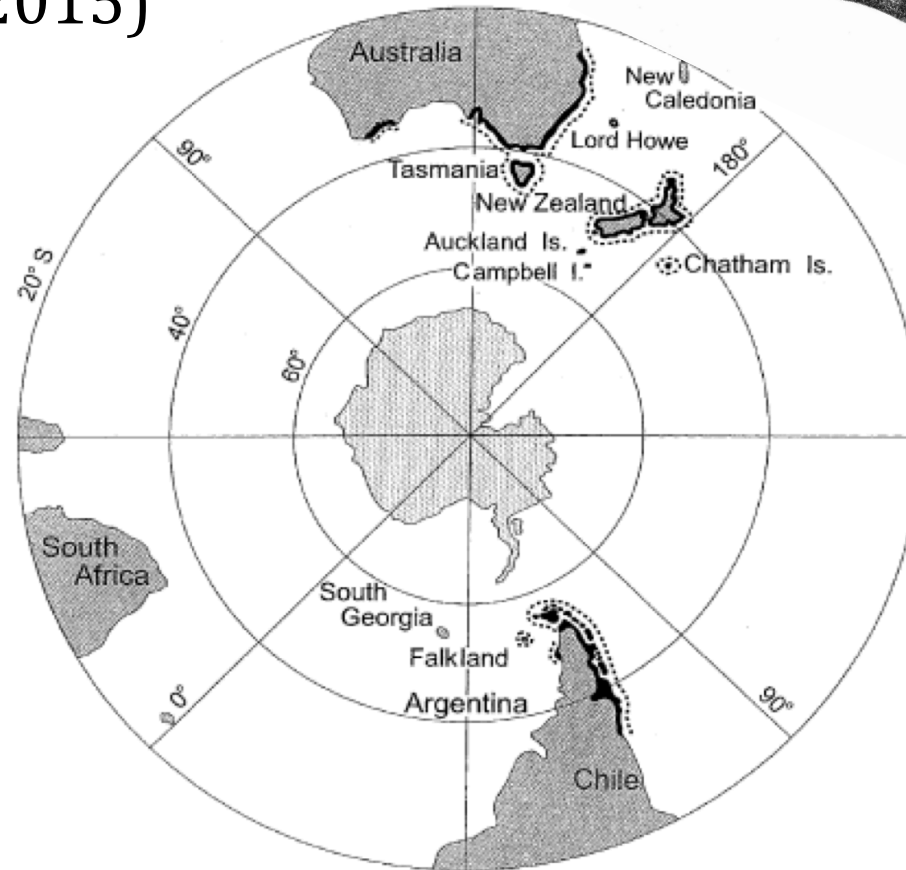 2015)
Australia
New
Caledonia
Lord Howe
90°
180°
Tasmania
New Zealand
Auckland Is.
Campbell I.
Chatham Is.
20° S
40°
60°
South
Africa
South
Georgia
Falkland
Argentina
0°
90°
Chile